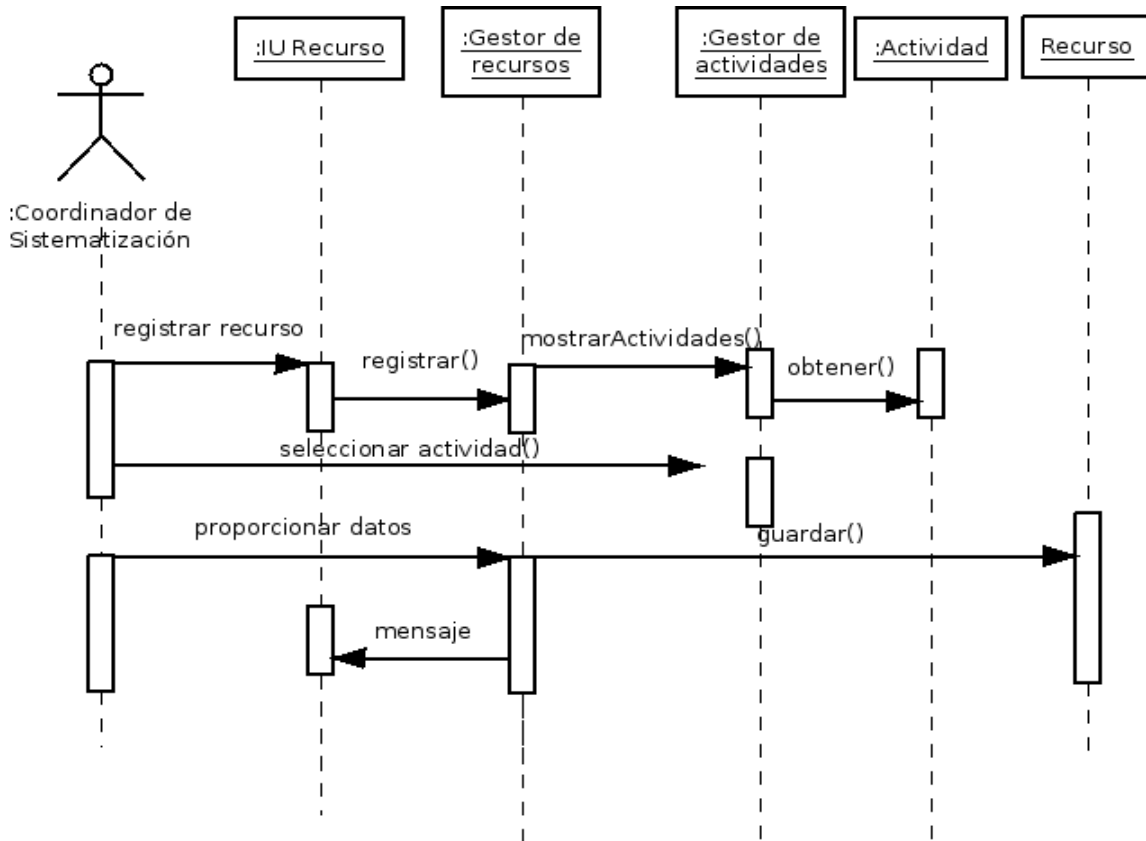 :IU Recurso
:Gestor de
recursos
:Gestor de
actividades
:Actividad
Recurso
:Coordinador de
Sistematización
registrar recurso
registrar()
mostrarActividades()
obtener()
seleccionar actividad()
proporcionar datos
guardar()
mensaje